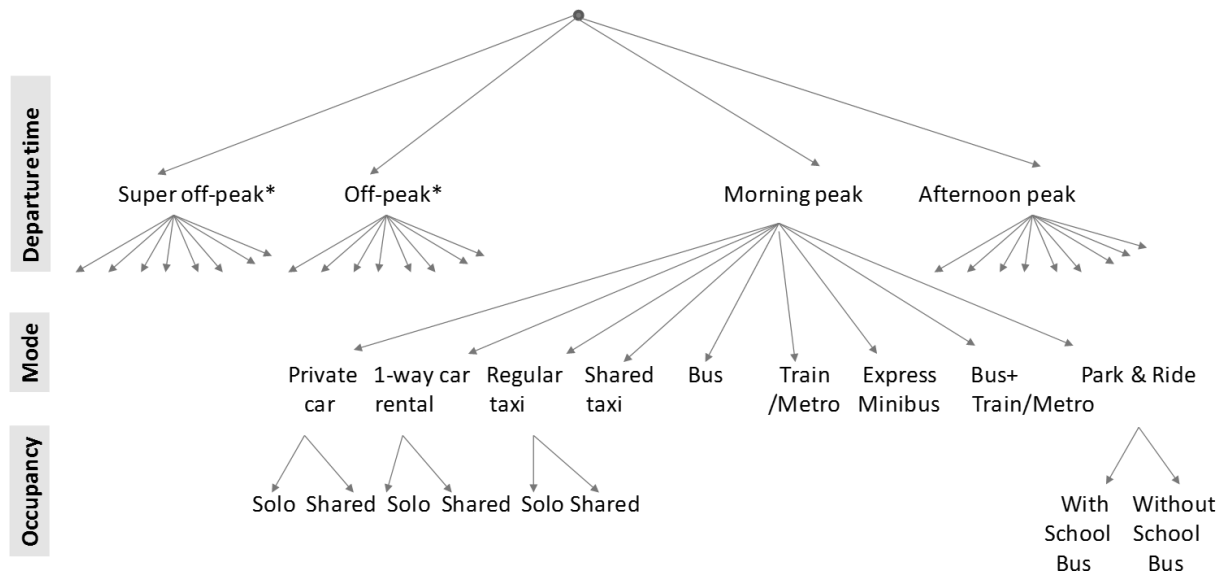 Departure time
Super off-peak*
Off-peak*
Morning peak
Afternoon peak
Mode
Private
car
1-way car
rental
Regular
taxi
Shared
taxi
Bus
Train
/Metro
Express
Minibus
Bus+
Train/Metro
Park & Ride
Occupancy
Solo
Shared
Solo
Shared
Solo
Shared
With
School
Bus
Without
School
Bus